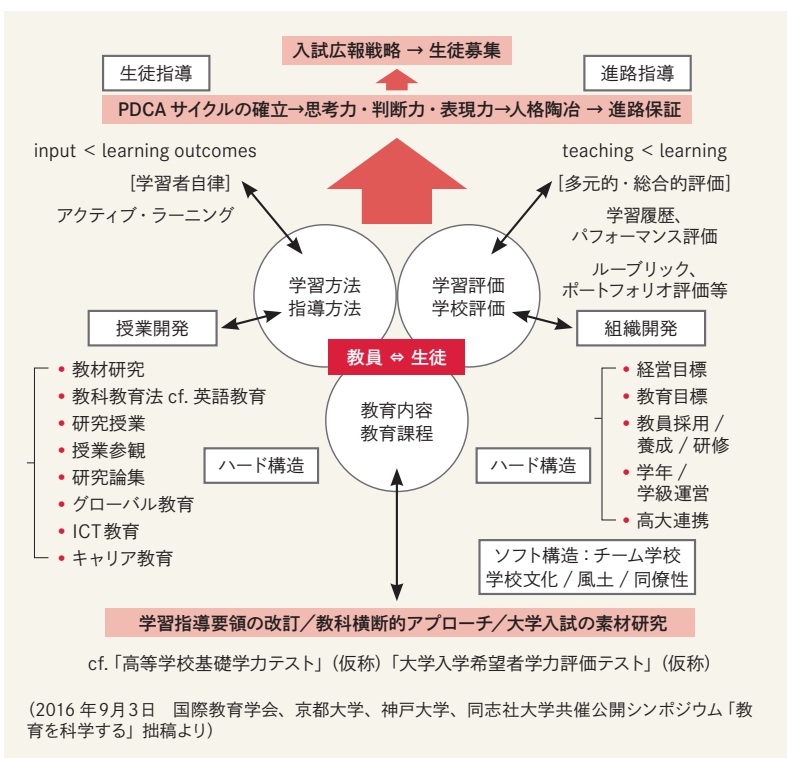 入試広報戦略 → 生徒募集
生徒指導
進路指導
PDCA サイクルの確立→思考力・判断力・表現力→人格陶冶 → 進路保証
input < learning outcomes
[学習者自律]
アクティブ・ラーニング
teaching < learning
[多元的・総合的評価]
学習履歴、
パフォーマンス評価
ルーブリック、
ポートフォリオ評価等
学習方法
指導方法
学習評価
学校評価
授業開発
組織開発
教員 ⇔ 生徒
教育内容
教育課程
• 教材研究
• 教科教育法 cf. 英語教育
• 研究授業
• 授業参観
• 研究論集
• グローバル教育
• ICT教育
• キャリア教育
ハード構造
ハード構造
• 経営目標
• 教育目標
• 教員採用 /
養成 / 研修
• 学年 /
学級運営
• 高大連携
ソフト構造：チーム学校
学校文化 / 風土 / 同僚性
学習指導要領の改訂／教科横断的アプローチ／大学入試の素材研究
cf.「高等学校基礎学力テスト」（仮称）「大学入学希望者学力評価テスト」（仮称）
（2016 年９月３日　国際教育学会、京都大学、神戸大学、同志社大学共催公開シンポジウム「教
育を科学する」拙稿より）